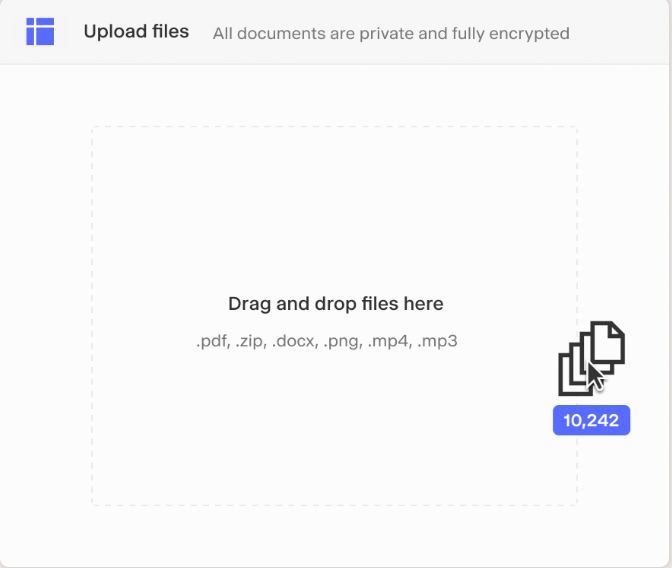 Upload files All documents are private and fully encrypted
Drag and drop files here
.pdf, .zip, .docx, .png, .mp4, .mp3
10,242